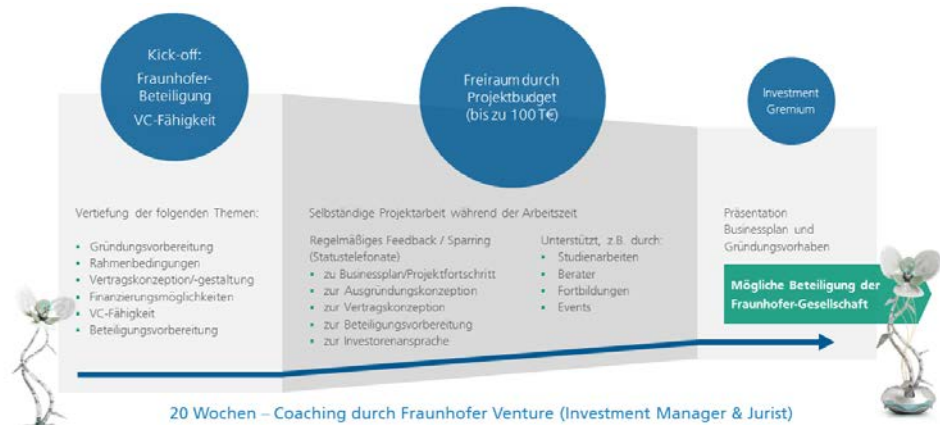 Kick-off:
Fraunhofer-
Beteiligung
VC-Fähigkeit
Freiraum durch
Projektbudget
(bis zu 100 T€)
Investment
Gremium
Vertiefung der folgenden Themen:
• Gründungsvorbereitung
• Rahmenbedingungen
• Vertragskonzeption/-gestaltung
• Finanzierungsmöglichkeiten
• VC-Fähigkeit
• Beteiligungsvorbereitung
Selbständige Projektarbeit während der Arbeitszeit
Regelmäßiges Feedback / Sparring
(Statustelefonate)
• zu Businessplan/Projektfortschritt
• zur Ausgründungskonzeption
• zur Vertragskonzeption
• zur Beteiligungsvorbereitung
• zur Investorenansprache
Unterstützt, z.B. durch:
• Studienarbeiten
• Berater
• Fortbildungen
• Events
Präsentation
Businessplan und
Gründungsvorhaben
Mögliche Beteiligung der
Fraunhofer-Gesellschaft
20 Wochen – Coaching durch Fraunhofer Venture (Investment Manager & Jurist)